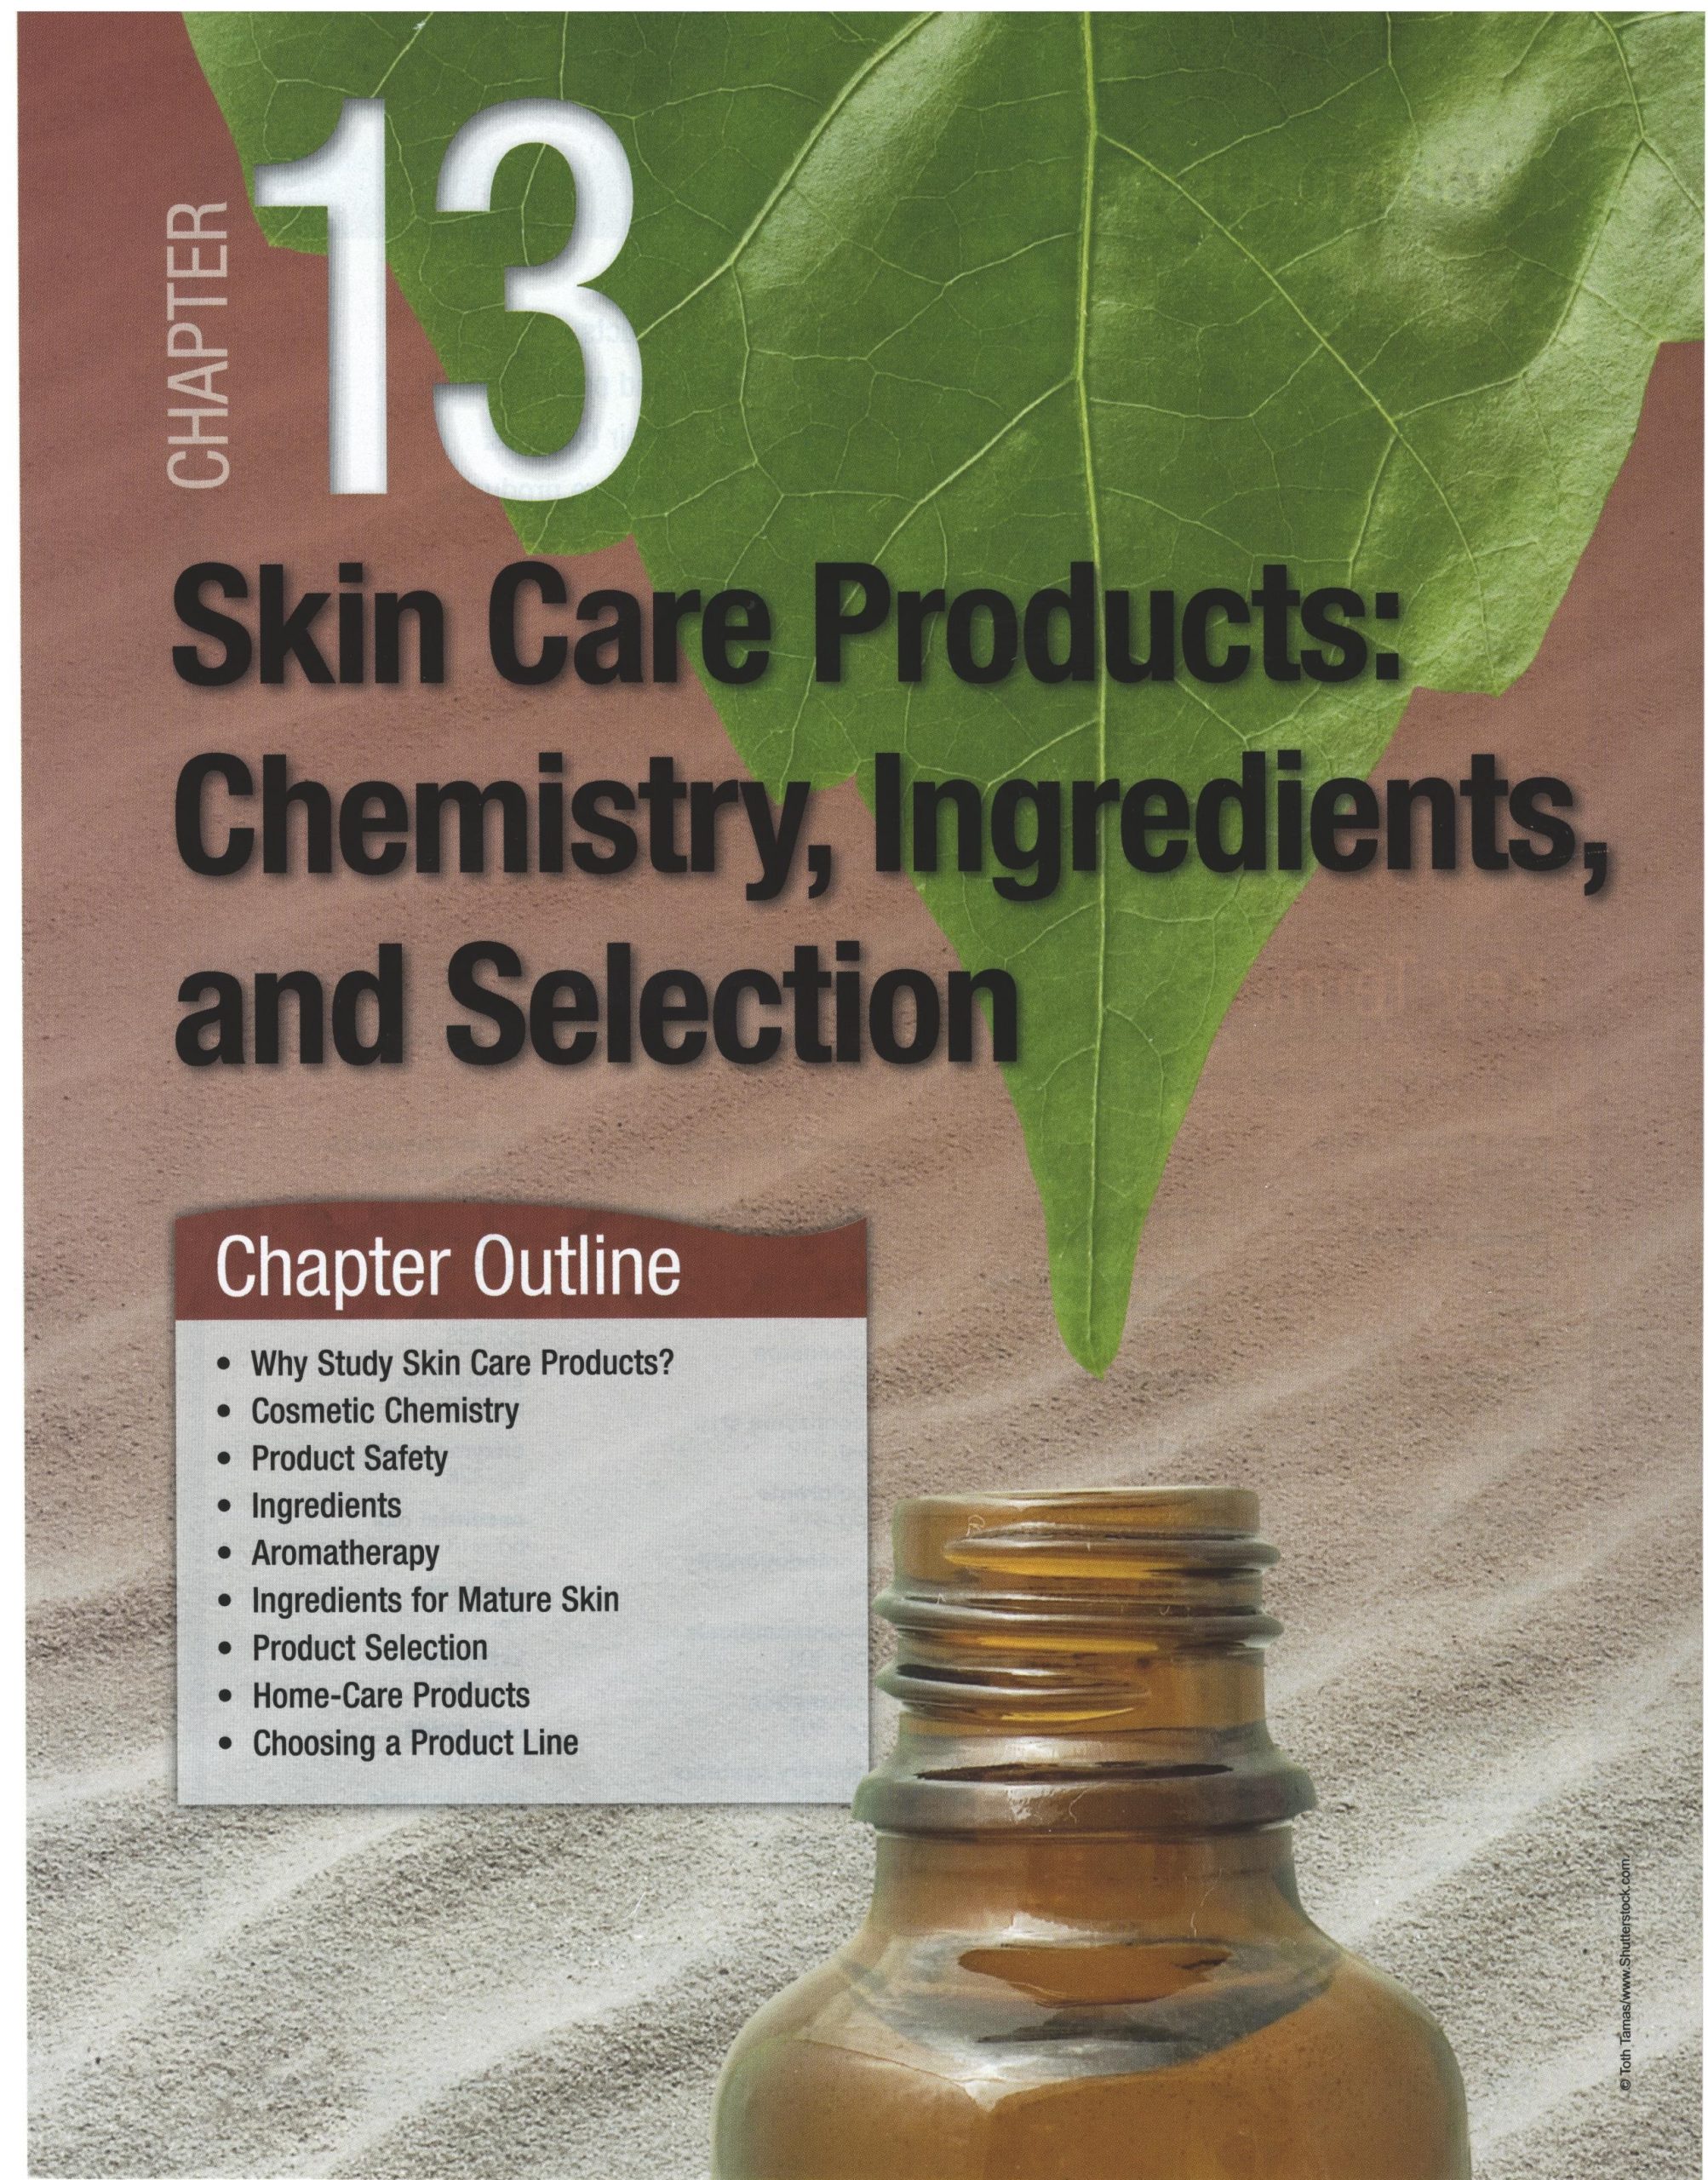 CHAPTER
13
Skin Care Products:
Chemistry, Ingredients,
and Selection
Chapter Outline
• Why Study Skin Care Products?
• Cosmetic Chemistry
• Product Safety
• Ingredients
• Aromatherapy
• Ingredients for Mature Skin
• Product Selection
• Home-Care Products
• Choosing a Product Line
© Toth Tamas/www.Shutterstock.com